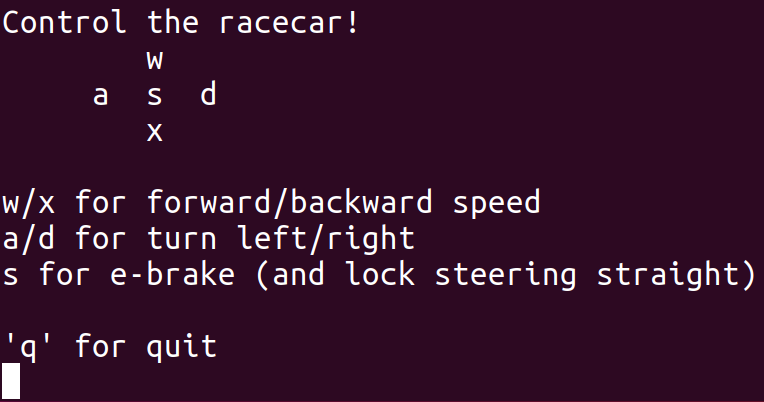 Control the racecar!
w
a s d
x
w/x for forward/backward speed
a/d for turn left/right
s for e-brake (and lock steering straight)
'q' for quit